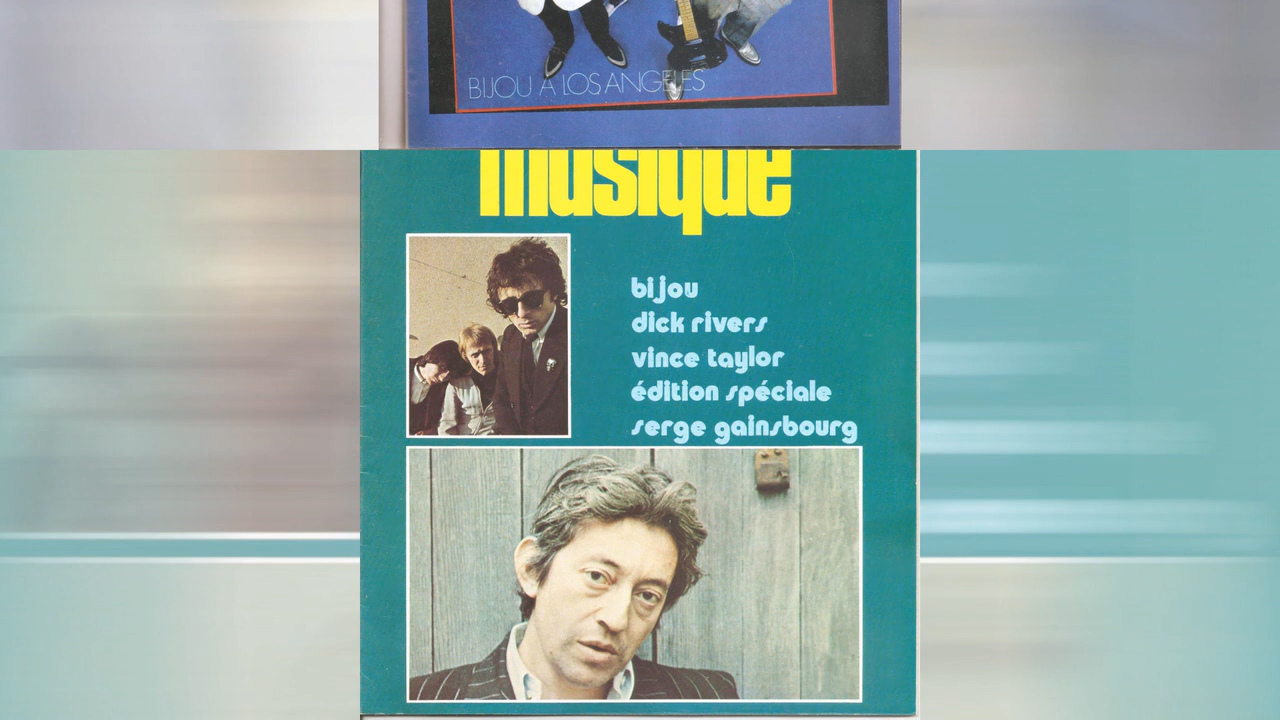 BIJOU A LOS ANGELES
musique
bijou
dick rivers
vince taylor
édition spéciale
serge gainsbourg